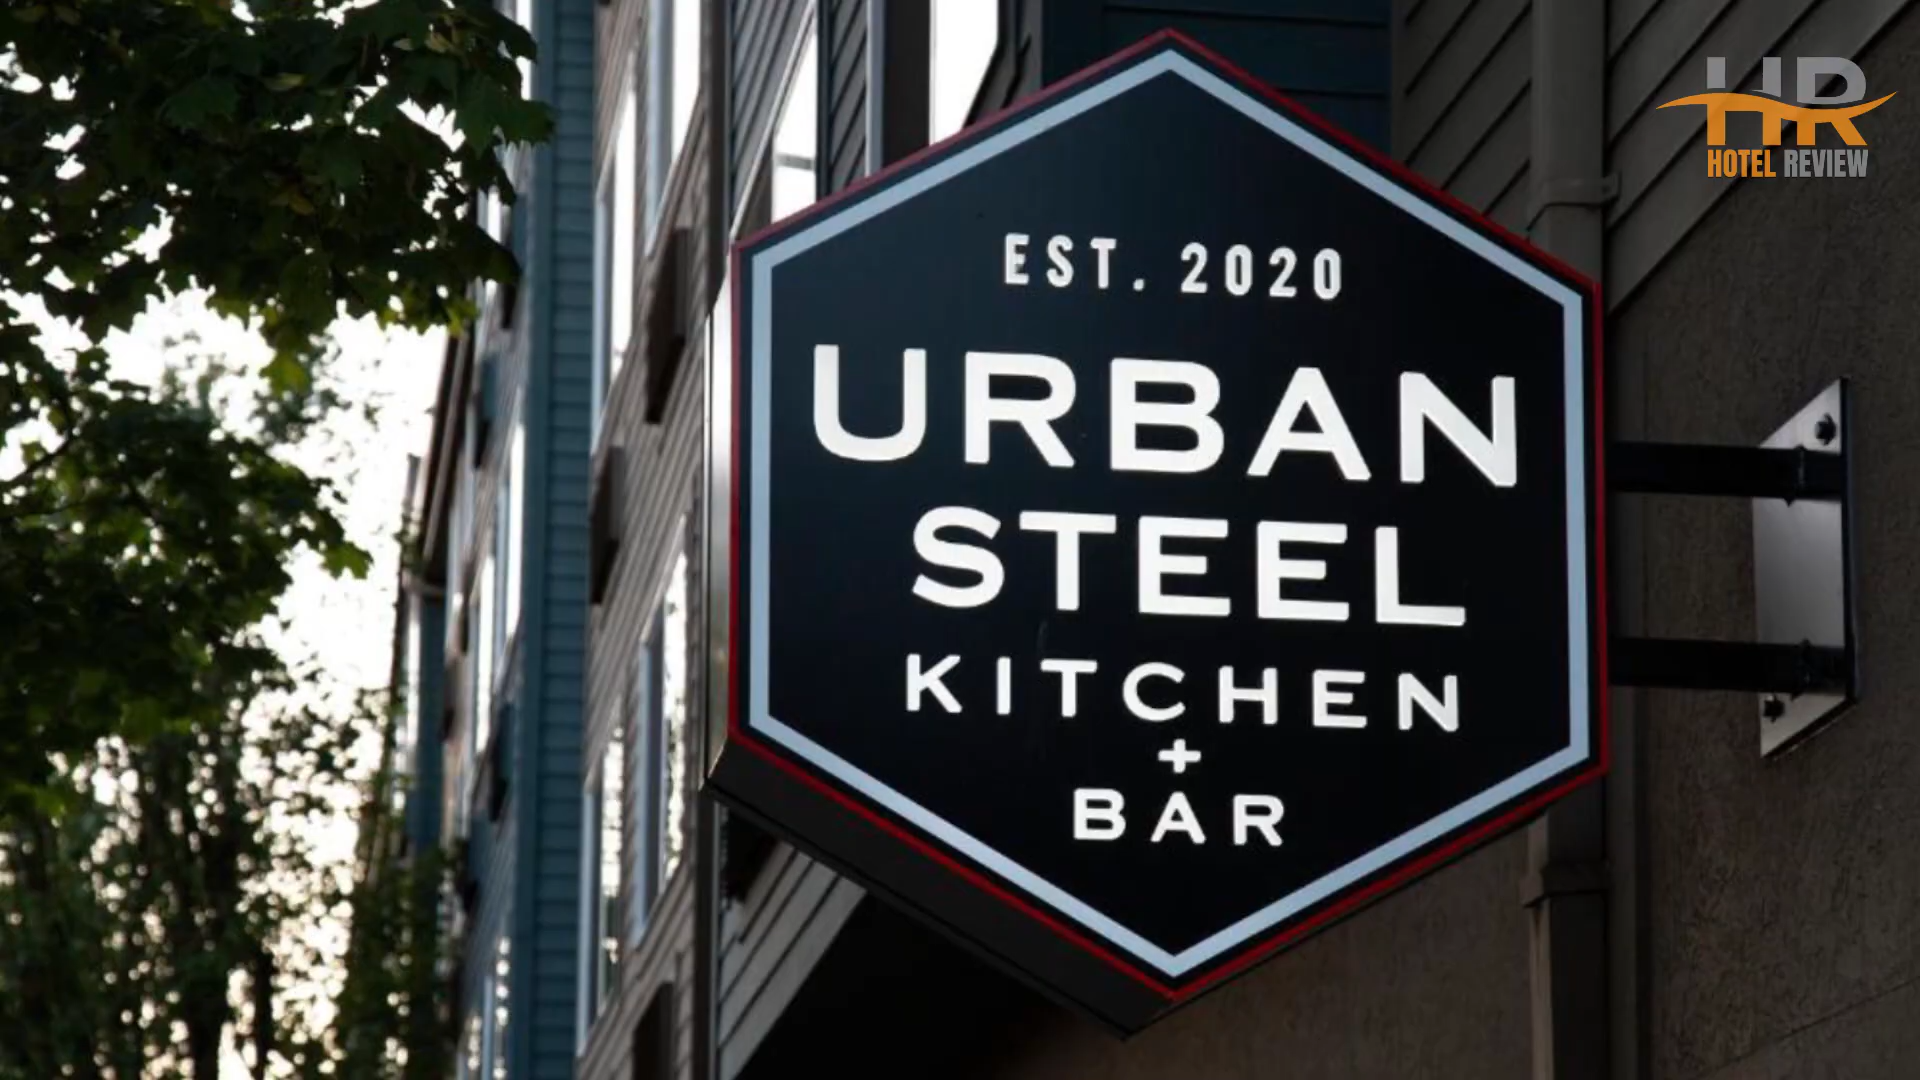 EST. 2020
URBAN
STEEL
KITCHEN
+
BAR
HR
HOTEL REVIEW